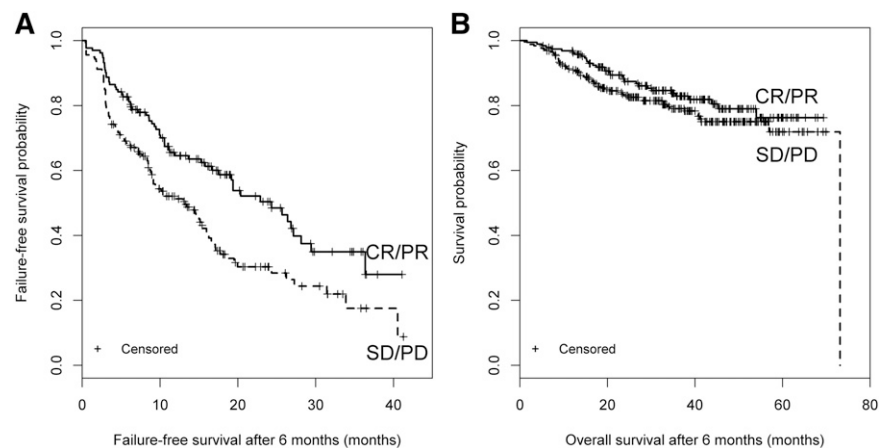 A
Failure-free survival probability
1.0
0.8
0.6
0.4
0.2
0.0
CR/PR
SD/PD
+ Censored
0 10 20 30 40
Failure-free survival after 6 months (months)
B
Survival probability
1.0
0.8
0.6
0.4
0.2
0.0
CR/PR
SD/PD
+ Censored
0 20 40 60 80
Overall survival after 6 months (months)